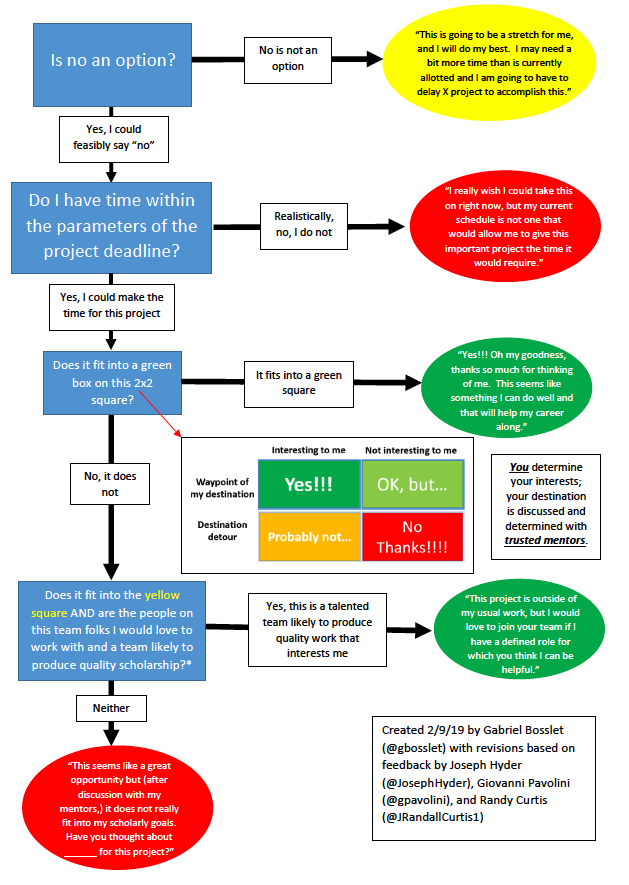 Is no an option?
No is not an
option
"This is going to be a stretch for me,
and I will do my best.  I may need a
bit more time than is currently
allotted and I am going to have to
delay X project to accomplish this."
Yes, I could
feasibly say "no"
Do I have time within
the parameters of the
project deadline?
Realistically,
no, I do not
"I really wish I could take this
on right now, but my current
schedule is not one that
would allow me to give this
important project the time it
would require."
Yes, I could make the
time for this project
Does it fit into a green
box on this 2x2
square?
It fits into a green
square
"Yes!!! Oh my goodness,
thanks so much for thinking
of me.  This seems like
something I can do well and
that will help my career
along."
No, it does
not
Interesting to me
Not interesting to me
Waypoint of
my destination
Yes!!!
OK, but...
Destination
detour
Probably not...
No
Thanks!!!!
You determine
your interests;
your destination
is discussed and
determined with
trusted mentors.
Does it fit into the yellow
square AND are the people on
this team folks I would love to
work with and a team likely to
produce quality scholarship?*
Yes, this is a talented
team likely to produce
quality work that
interests me
"This project is outside of
my usual work, but I would
love to join your team if I
have a defined role for
which you think I can be
helpful."
Neither
"This seems like a great
opportunity but (after
discussion with my
mentors,) it does not really
fit into my scholarly goals.
Have you thought about
______ for this project?"
Created 2/9/19 by Gabriel Bosslet
(@gbosslet) with revisions based on
feedback by Joseph Hyder
(@JosephHyder), Giovanni Pavolini
(@gpavolini), and Randy Curtis
(@JRandallCurtis1)